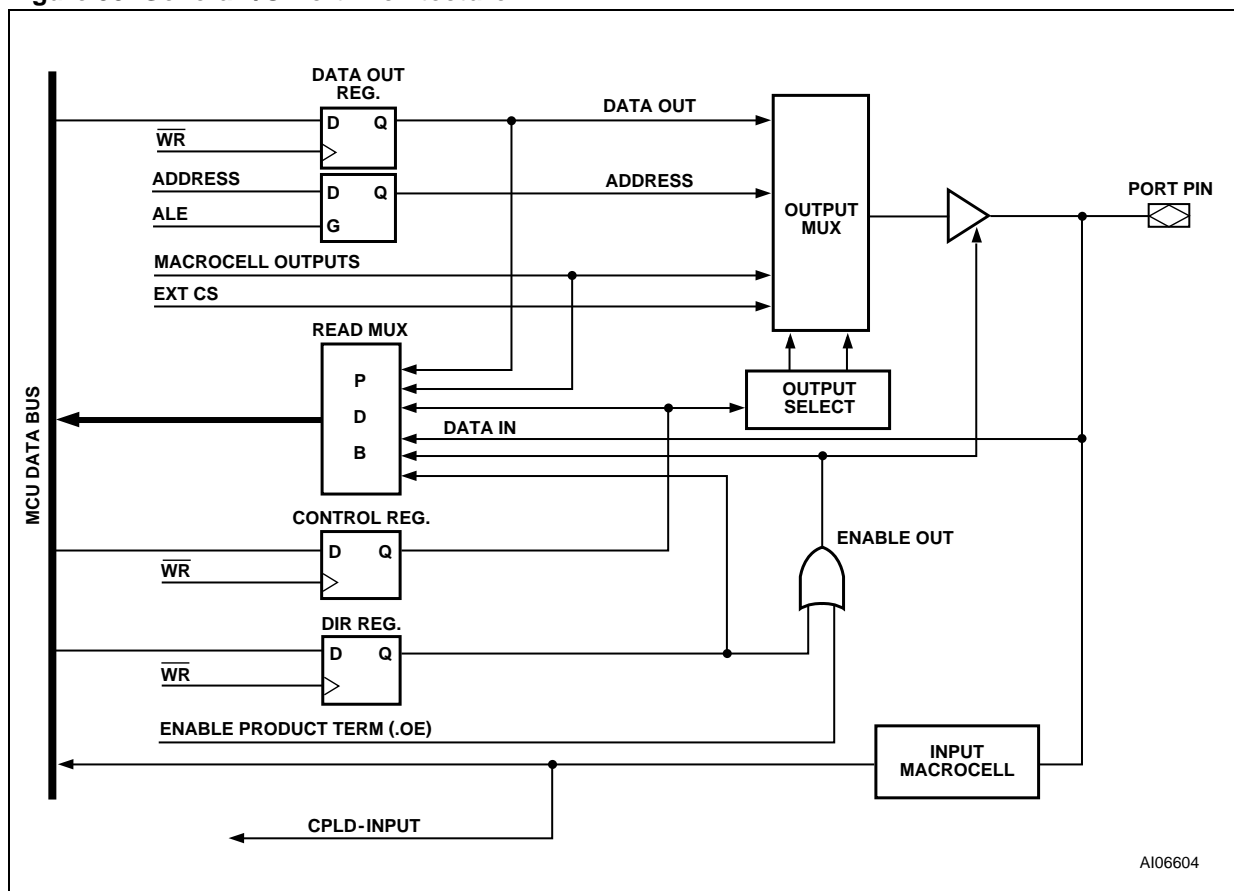 DATA OUT
REG.
D Q
DATA OUT
WR
ADDRESS
D Q
ADDRESS
ALE
G
OUTPUT
MUX
PORT PIN
MACROCELL OUTPUTS
EXT CS
READ MUX
P
D
B
OUTPUT
SELECT
DATA IN
MCU DATA BUS
CONTROL REG.
D Q
WR
ENABLE OUT
DIR REG.
D Q
WR
ENABLE PRODUCT TERM (.OE)
INPUT
MACROCELL
CPLD-INPUT
AI06604